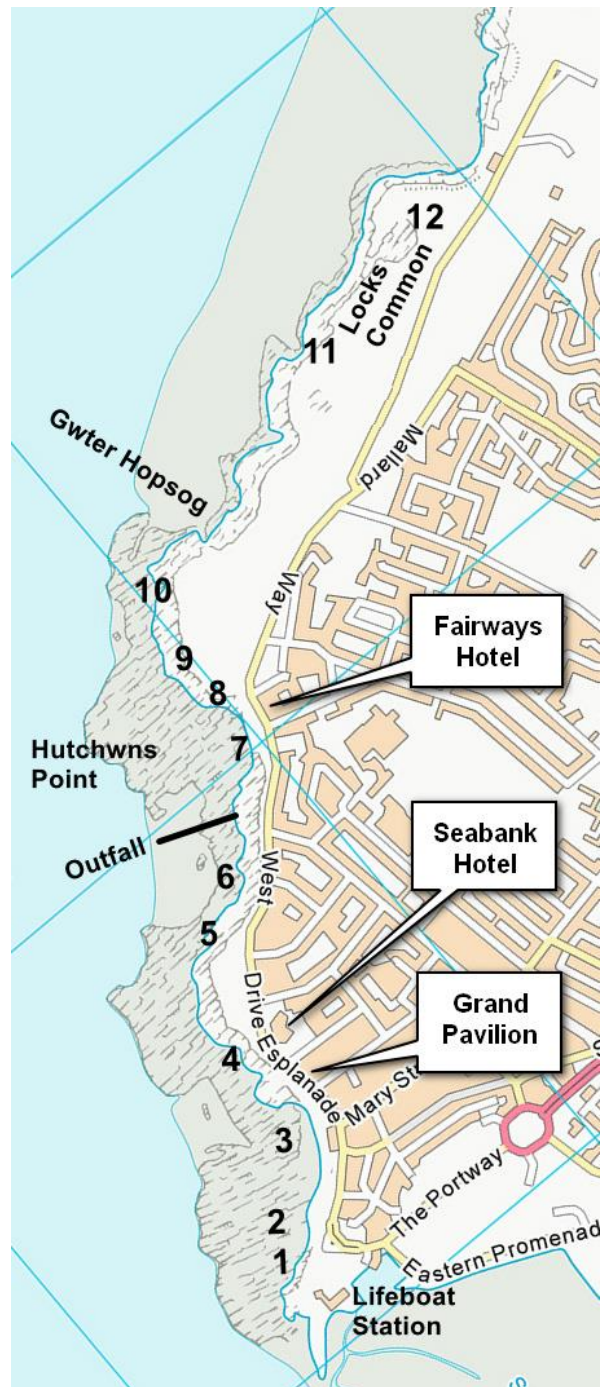 12
Locks
Common
11
Gwter Hopsog
Mallard
Way
10
Fairways
Hotel
9
8
7
Hutchwns
Point
Outfall
West
Seabank
Hotel
6
5
Drive
Esplanade
Grand
Pavilion
4
Mary St
3
The Portway
2
1
Eastern Promenad
Lifeboat
Station